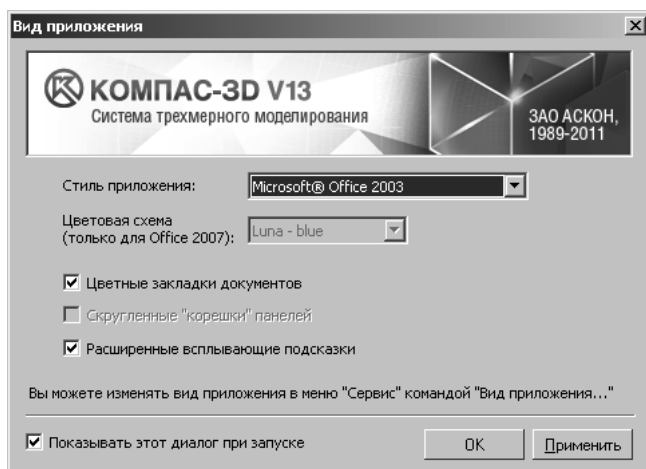 Вид приложения
КОМПАС-3D V13
Система трехмерного моделирования
ЗАО АСКОН,
1989-2011
Стиль приложения:
Microsoft® Office 2003
Цветовая схема
(только для Office 2007):
Luna - blue
Цветные закладки документов
Скругленные "корешки" панелей
Расширенные всплывающие подсказки
Вы можете изменять вид приложения в меню "Сервис" командой "Вид приложения..."
Показывать этот диалог при запуске
OK
Применить